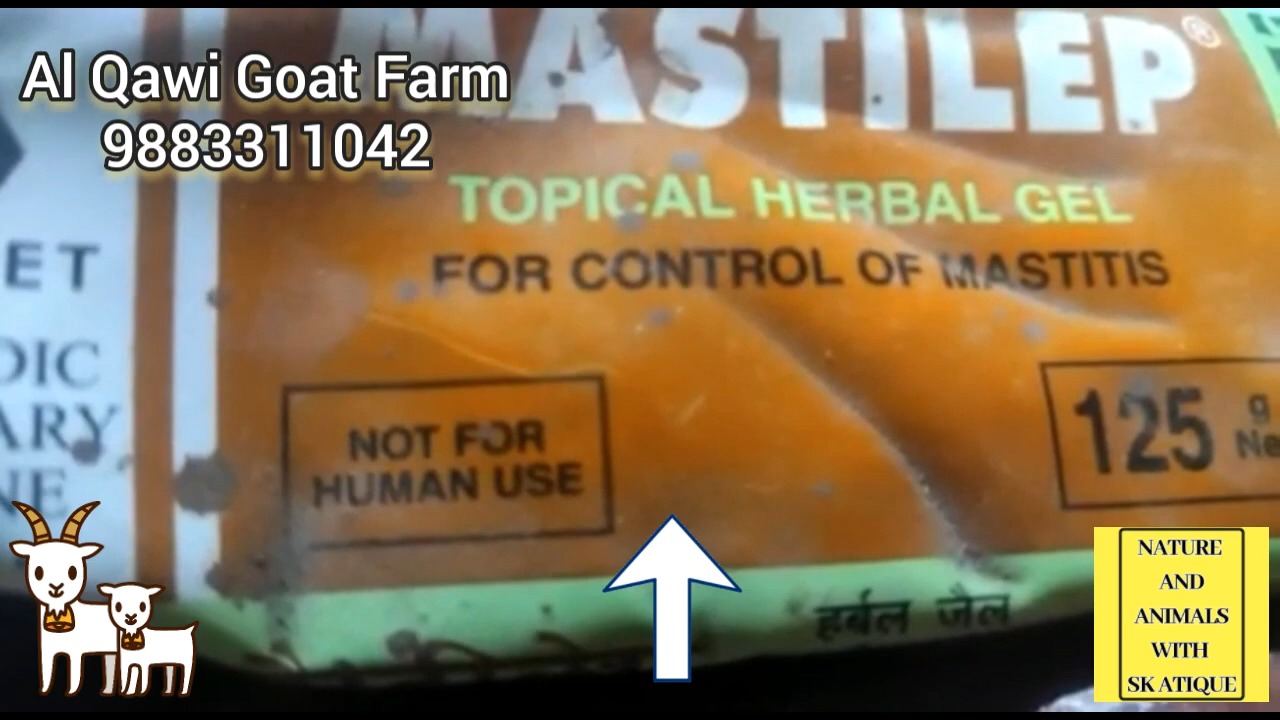 Al Qawi Goat Farm
9883311042
MASTILEP®
TOPICAL HERBAL GEL
FOR CONTROL OF MASTITIS
NOT FOR
HUMAN USE
125 g
हर्बल जैल
NATURE
AND
ANIMALS
WITH
SK ATIQUE